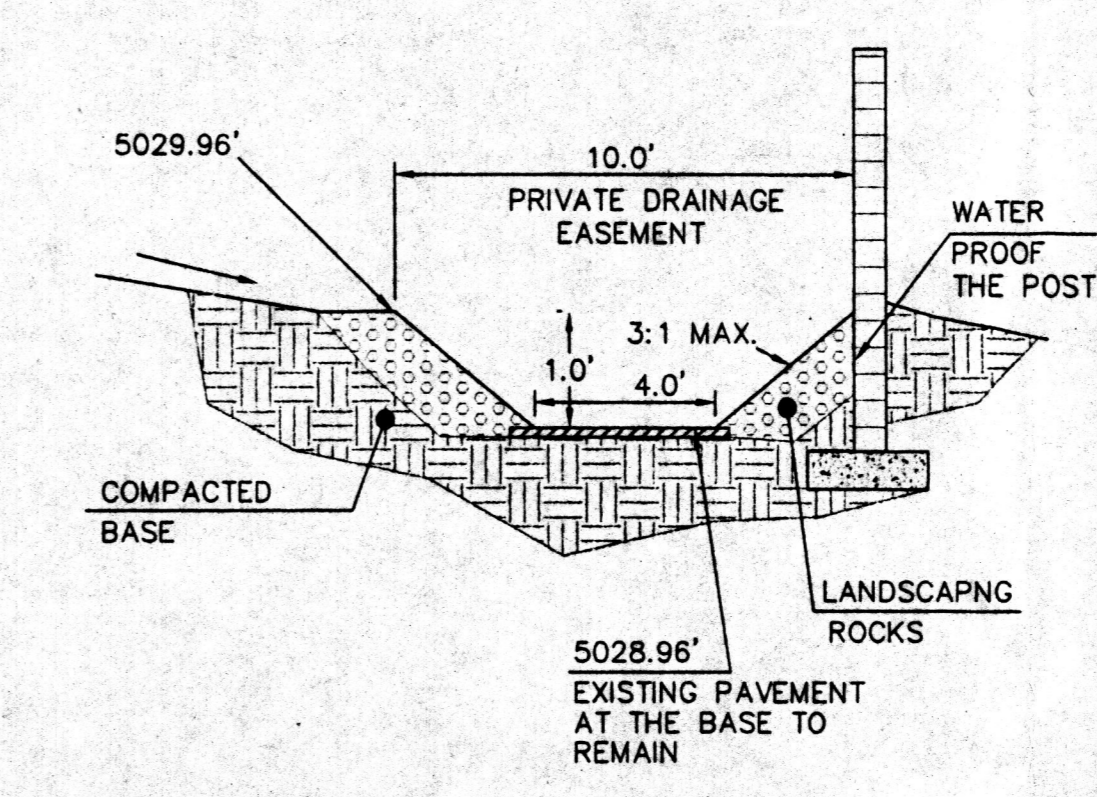 5029.96'
10.0'
PRIVATE DRAINAGE
EASEMENT
WATER
PROOF
THE POST
3:1 MAX.
1.0'
4.0'
COMPACTED
BASE
LANDSCAPNG
ROCKS
5028.96'
EXISTING PAVEMENT
AT THE BASE TO
REMAIN